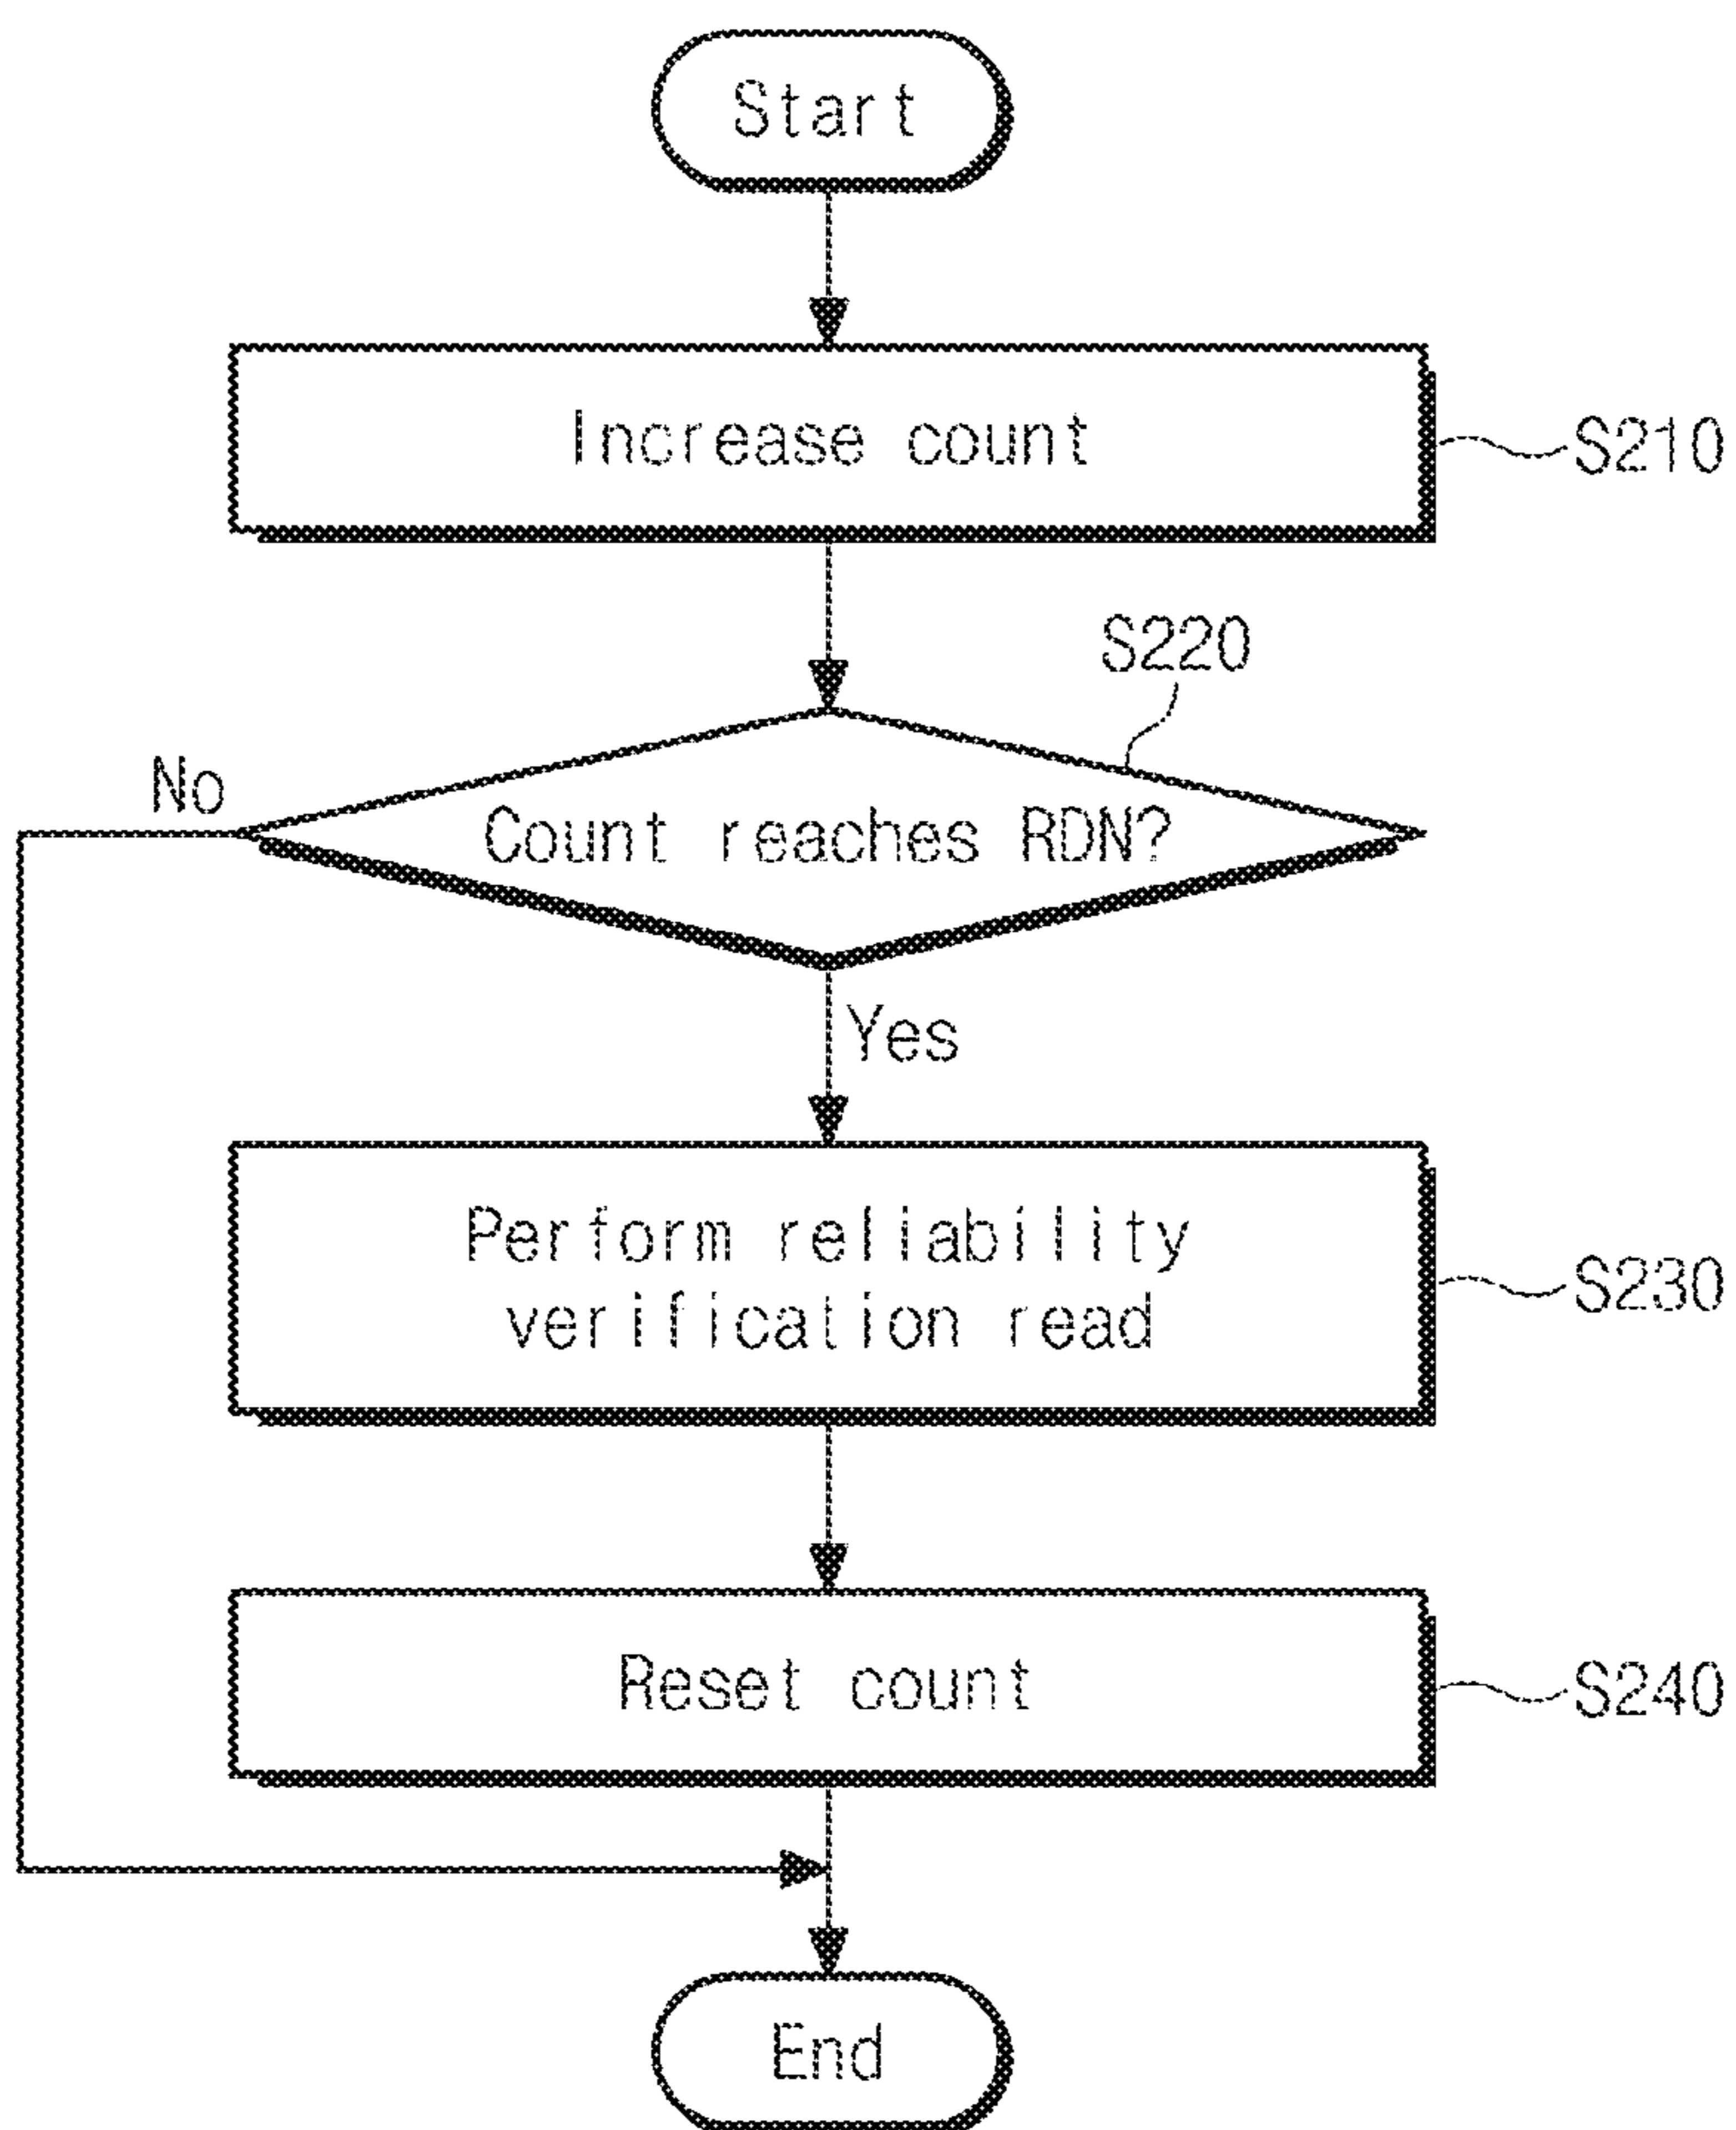 Start
Increase count
S210
S220
No
Count reaches RDN?
Yes
Perform reliability
verification read
S230
Reset count
S240
End